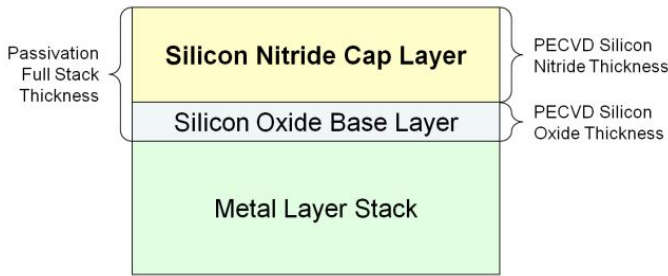 Passivation
Full Stack
Thickness
Silicon Nitride Cap Layer
PECVD Silicon
Nitride Thickness
Silicon Oxide Base Layer
PECVD Silicon
Oxide Thickness
Metal Layer Stack